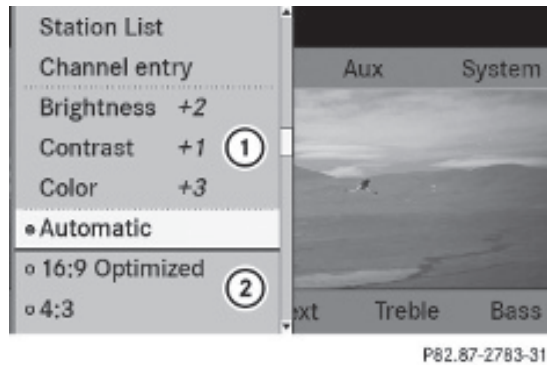 Station List
Channel entry
Brightness +2
Contrast +1
Color +3
Automatic
16:9 Optimized
4:3
1
2
Aux System
ext Treble Bass
P82.87-2783-31